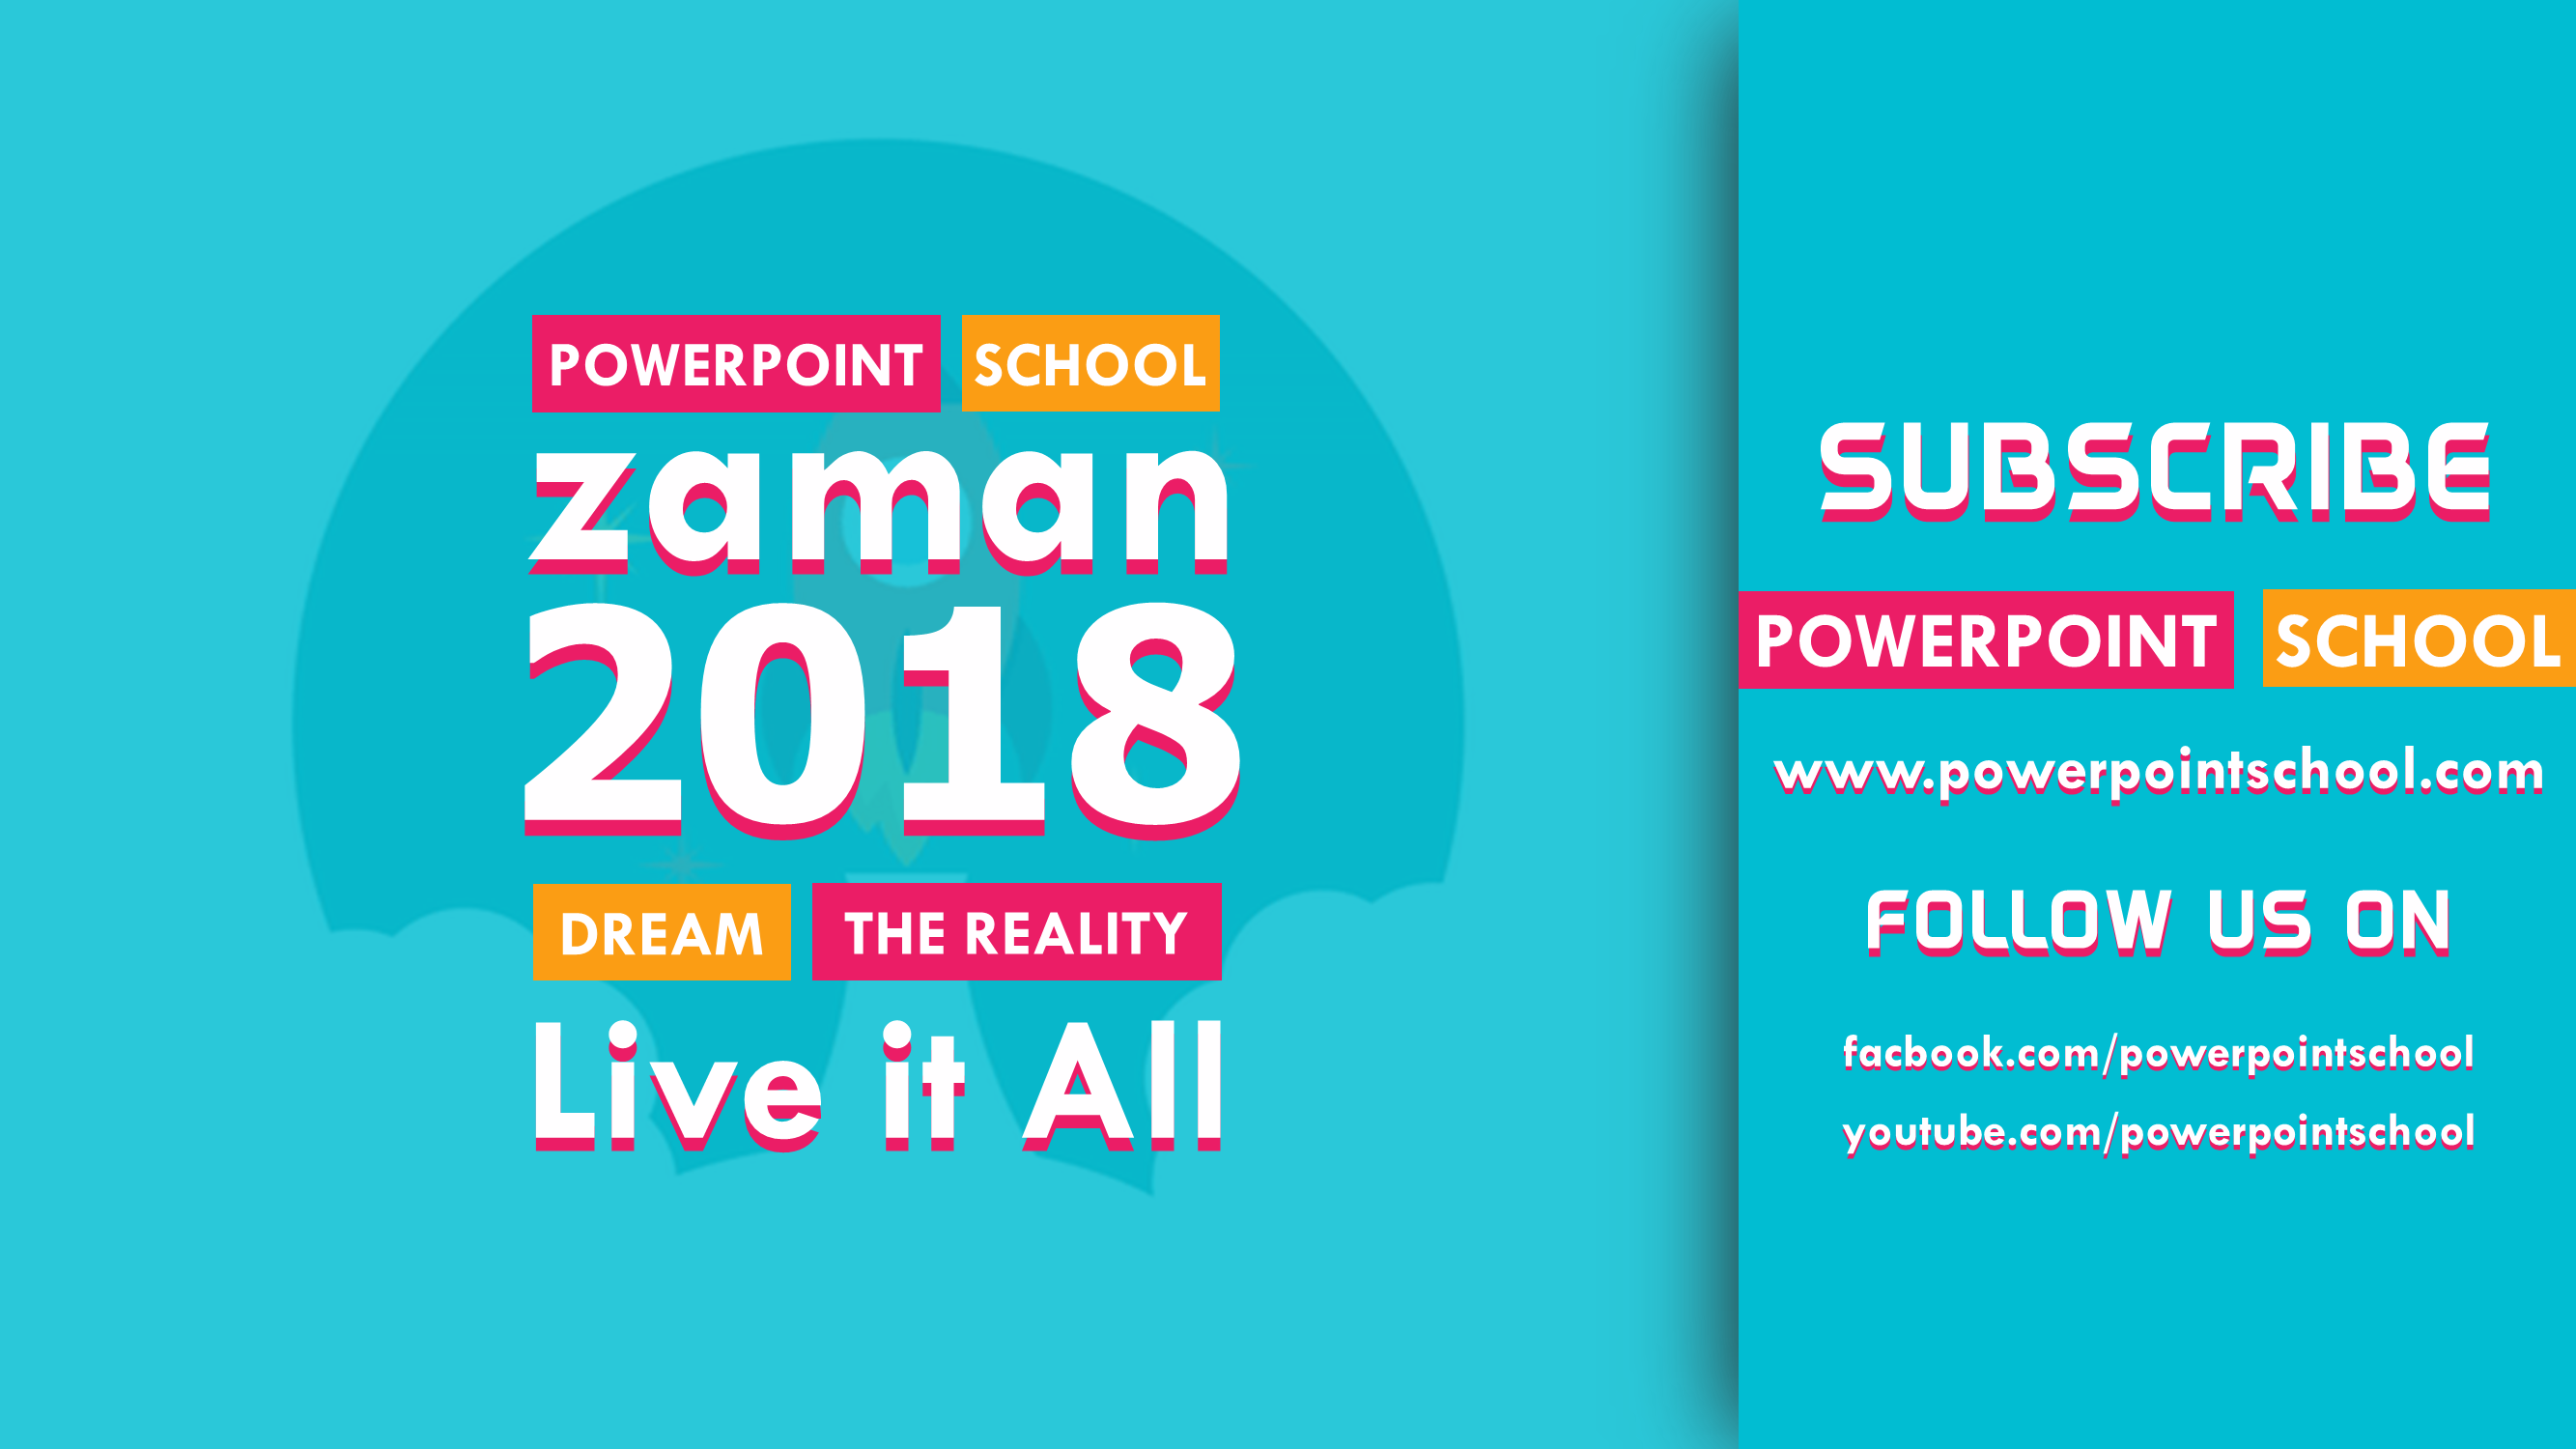 POWERPOINT SCHOOL
zaman
2018
DREAM THE REALITY
Live it All
SUBSCRIBE
POWERPOINT SCHOOL
www.powerpointschool.com
FOLLOW US ON
facbook.com/powerpointschool
youtube.com/powerpointschool